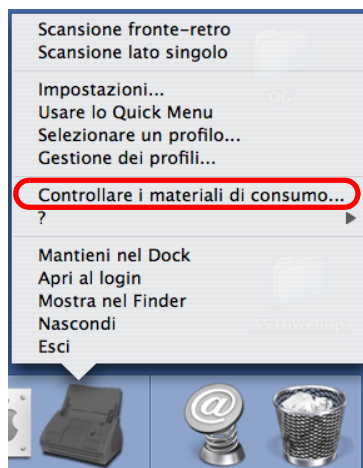 Scansione fronte-retro
Scansione lato singolo
Impostazioni...
Usare lo Quick Menu
Selezionare un profilo...
Gestione dei profili...
Controllare i materiali di consumo...
?
Mantieni nel Dock
Apri al login
Mostra nel Finder
Nascondi
Esci
@